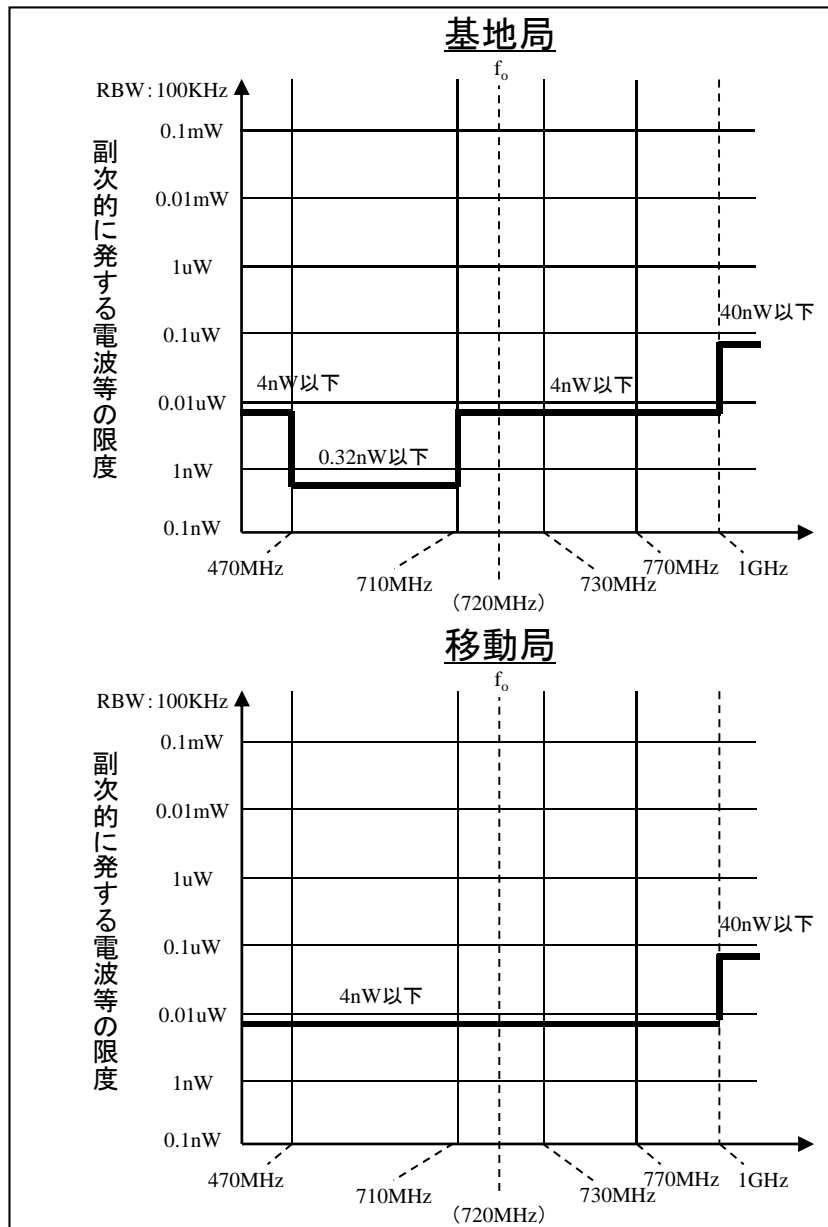 基地局
fo
RBW:100KHz
副次的に発する電波等の限度
0.1mW
0.01mW
1uW
0.1uW
0.01uW
1nW
0.1nW
40nW以下
4nW以下
4nW以下
0.32nW以下
470MHz
710MHz
(720MHz)
730MHz
770MHz
1GHz
移動局
fo
RBW:100KHz
副次的に発する電波等の限度
0.1mW
0.01mW
1uW
0.1uW
0.01uW
1nW
0.1nW
40nW以下
4nW以下
470MHz
710MHz
(720MHz)
730MHz
770MHz
1GHz